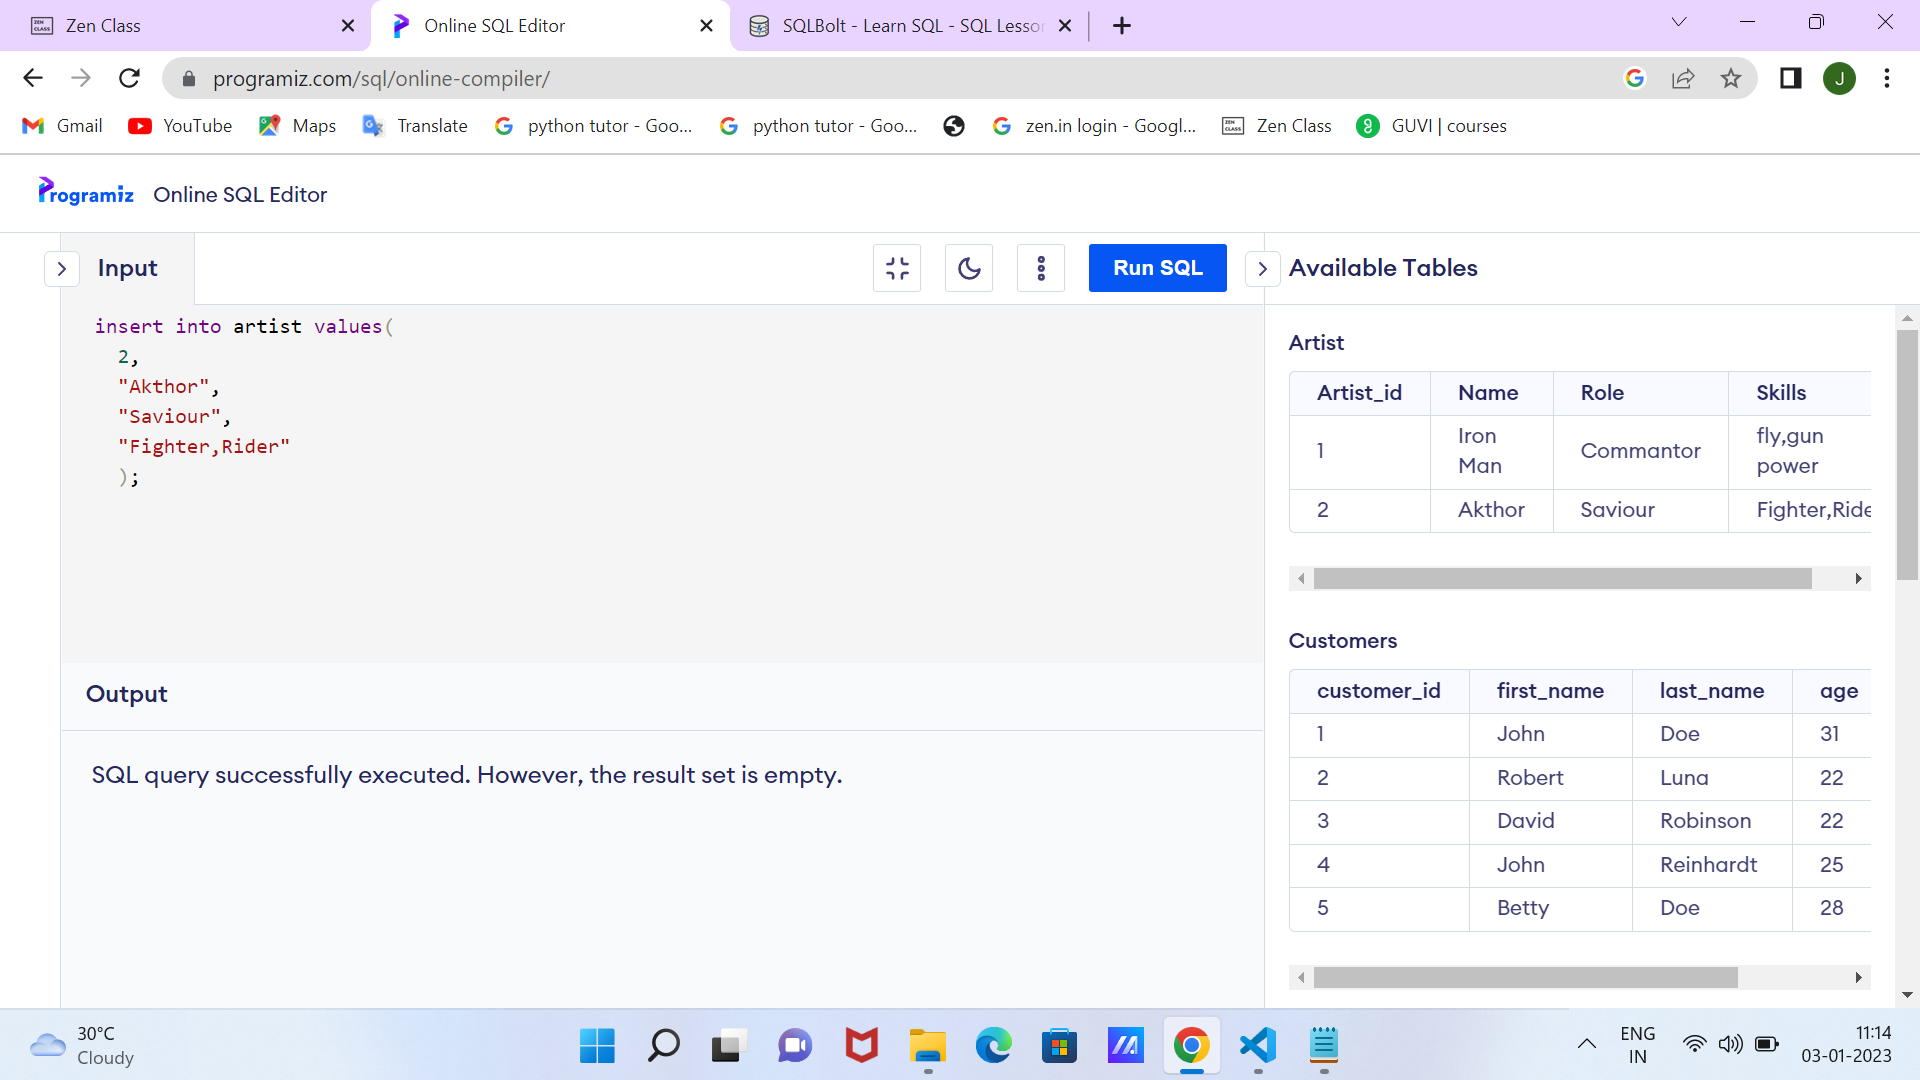 Zen Class
Online SQL Editor
SQLBolt - Learn SQL - SQL Lesson
programiz.com/sql/online-compiler/
J
Gmail
YouTube
Maps
Translate
python tutor - Goo...
python tutor - Goo...
zen.in login - Googl...
Zen Class
GUVI | courses
Programiz Online SQL Editor
Input
Run SQL
insert into artist values(
2,
"Akthor",
"Saviour",
"Fighter,Rider"
);
Output
SQL query successfully executed. However, the result set is empty.
Available Tables
Artist
Artist_id Name Role Skills
1 Iron Man Commantor fly,gun power
2 Akthor Saviour Fighter,Ride
Customers
customer_id first_name last_name age
1 John Doe 31
2 Robert Luna 22
3 David Robinson 22
4 John Reinhardt 25
5 Betty Doe 28
30°C
Cloudy
ENG
IN
11:14
03-01-2023